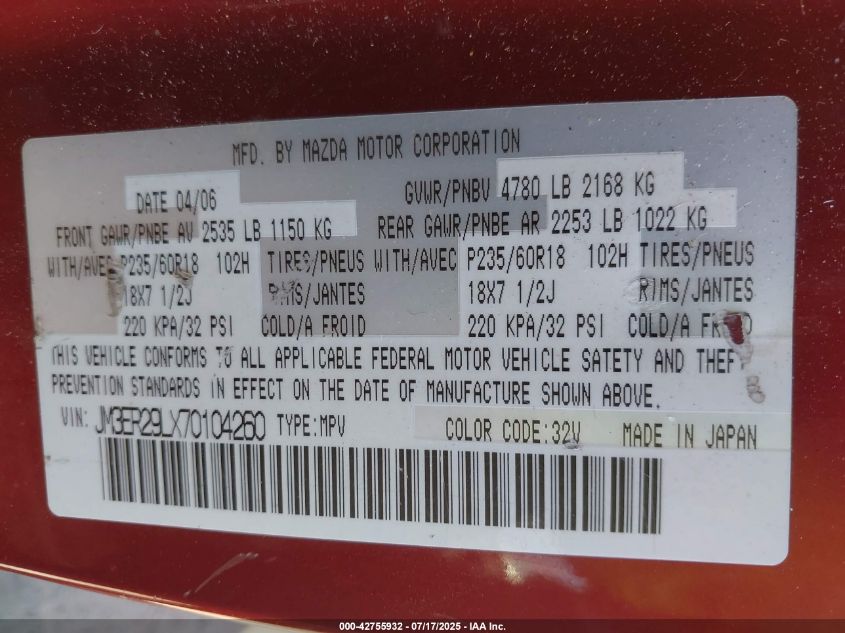 MFD. BY MAZDA MOTOR CORPORATION
DATE 04/06 GVWR/PNBV 4780 LB 2168 KG
FRONT GAWR/PNBE AV 2535 LB 1150 KG REAR GAWR/PNBE AR 2253 LB 1022 KG
WITH/AVEC P235/60R18 102H TIRES/PNEUS WITH/AVEC P235/60R18 102H TIRES/PNEUS
18X7 1/2J RIMS/JANTES 18X7 1/2J RIMS/JANTES
220 KPA/32 PSI COLD/A FROID 220 KPA/32 PSI COLD/A FROID
THIS VEHICLE CONFORMS TO ALL APPLICABLE FEDERAL MOTOR VEHICLE SAFETY AND THEFT
PREVENTION STANDARDS IN EFFECT ON THE DATE OF MANUFACTURE SHOWN ABOVE.
VIN: JM3ER29LX70104260 TYPE:MPV COLOR CODE:32V MADE IN JAPAN
000-42755932 - 07/17/2025 - IAA Inc.